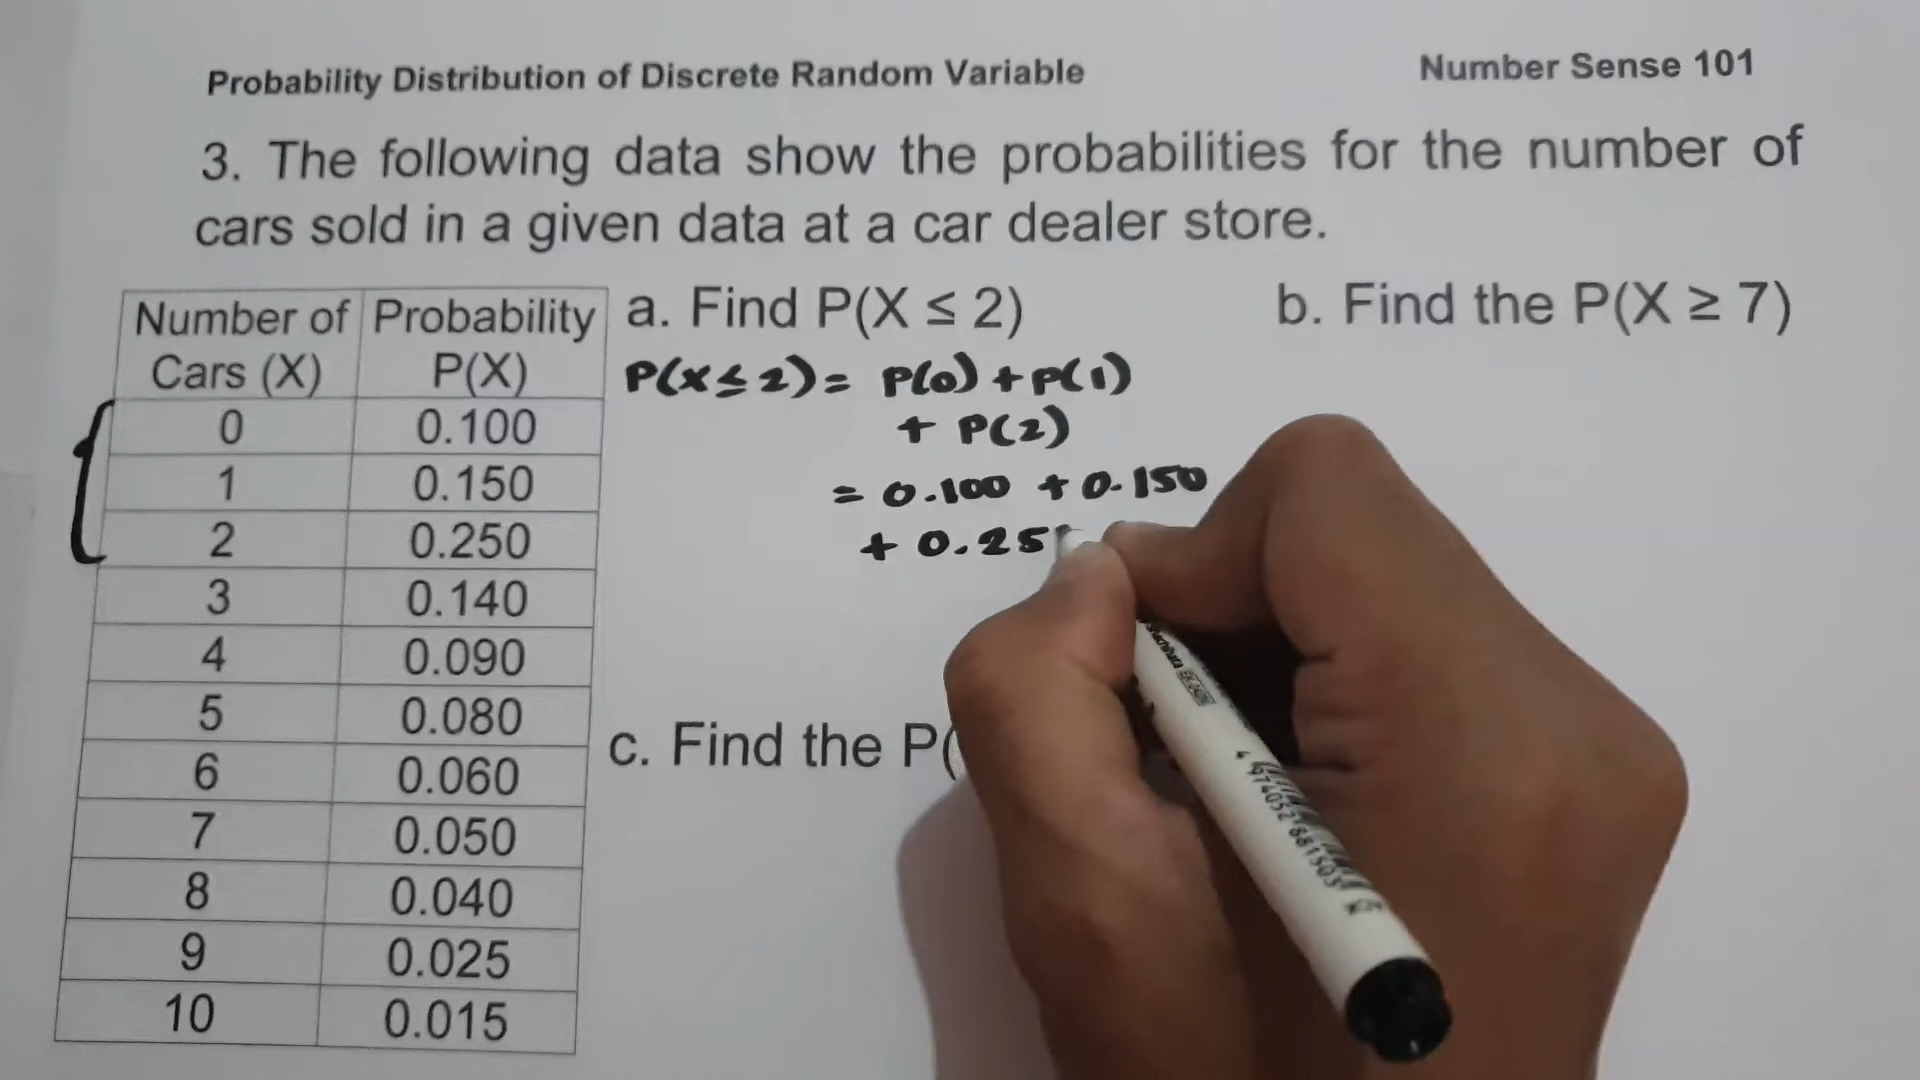 Probability Distribution of Discrete Random Variable
Number Sense 101
3. The following data show the probabilities for the number of
cars sold in a given data at a car dealer store.
Number of Cars (X) Probability P(X)
0 0.100
1 0.150
2 0.250
3 0.140
4 0.090
5 0.080
6 0.060
7 0.050
8 0.040
9 0.025
10 0.015
a. Find P(X ≤ 2)
P(X≤2)= P(0)+P(1)
+ P(2)
= 0.100 +0.150
+ 0.25
b. Find the P(X ≥ 7)
c. Find the P(